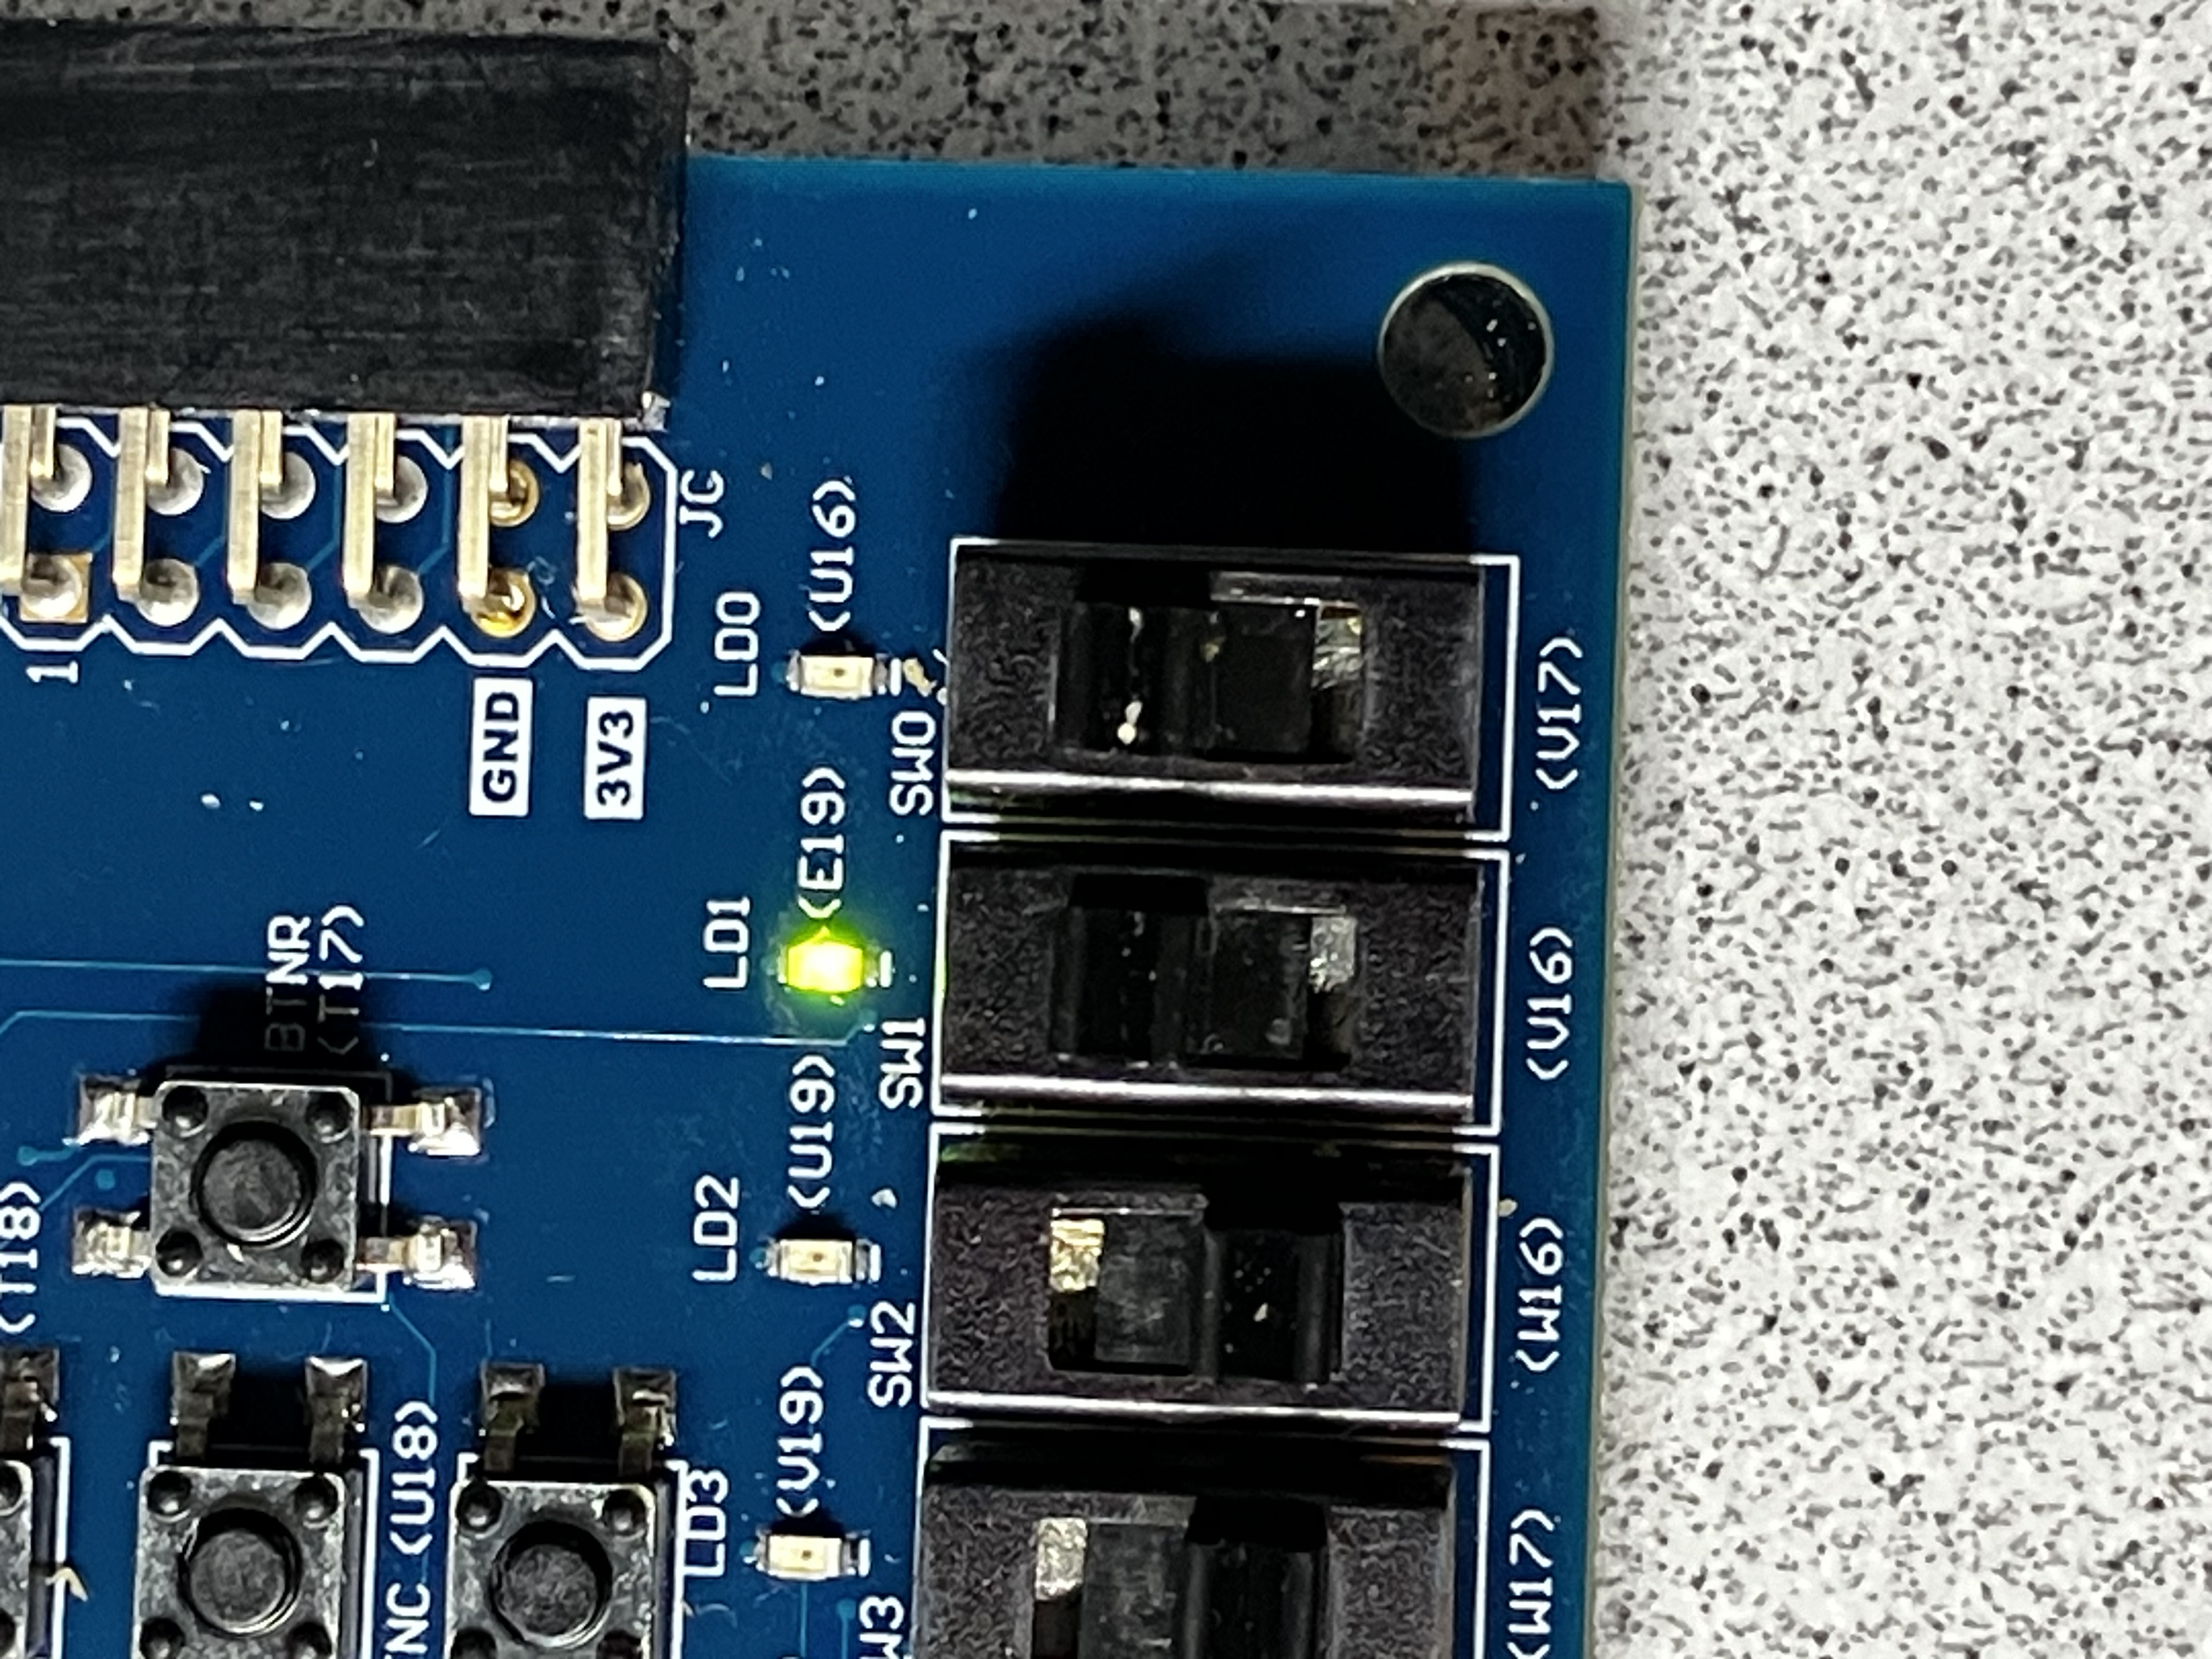 (T18)
1
BTNR
(T17)
TNC (U18)
GND
3V3
JC
LD3
LD2
LD1
LD0
(V19)
(U19)
(E19)
(U16)
W3
SW2
SW1
SW0
(W17)
(W16)
(V16)
(V17)